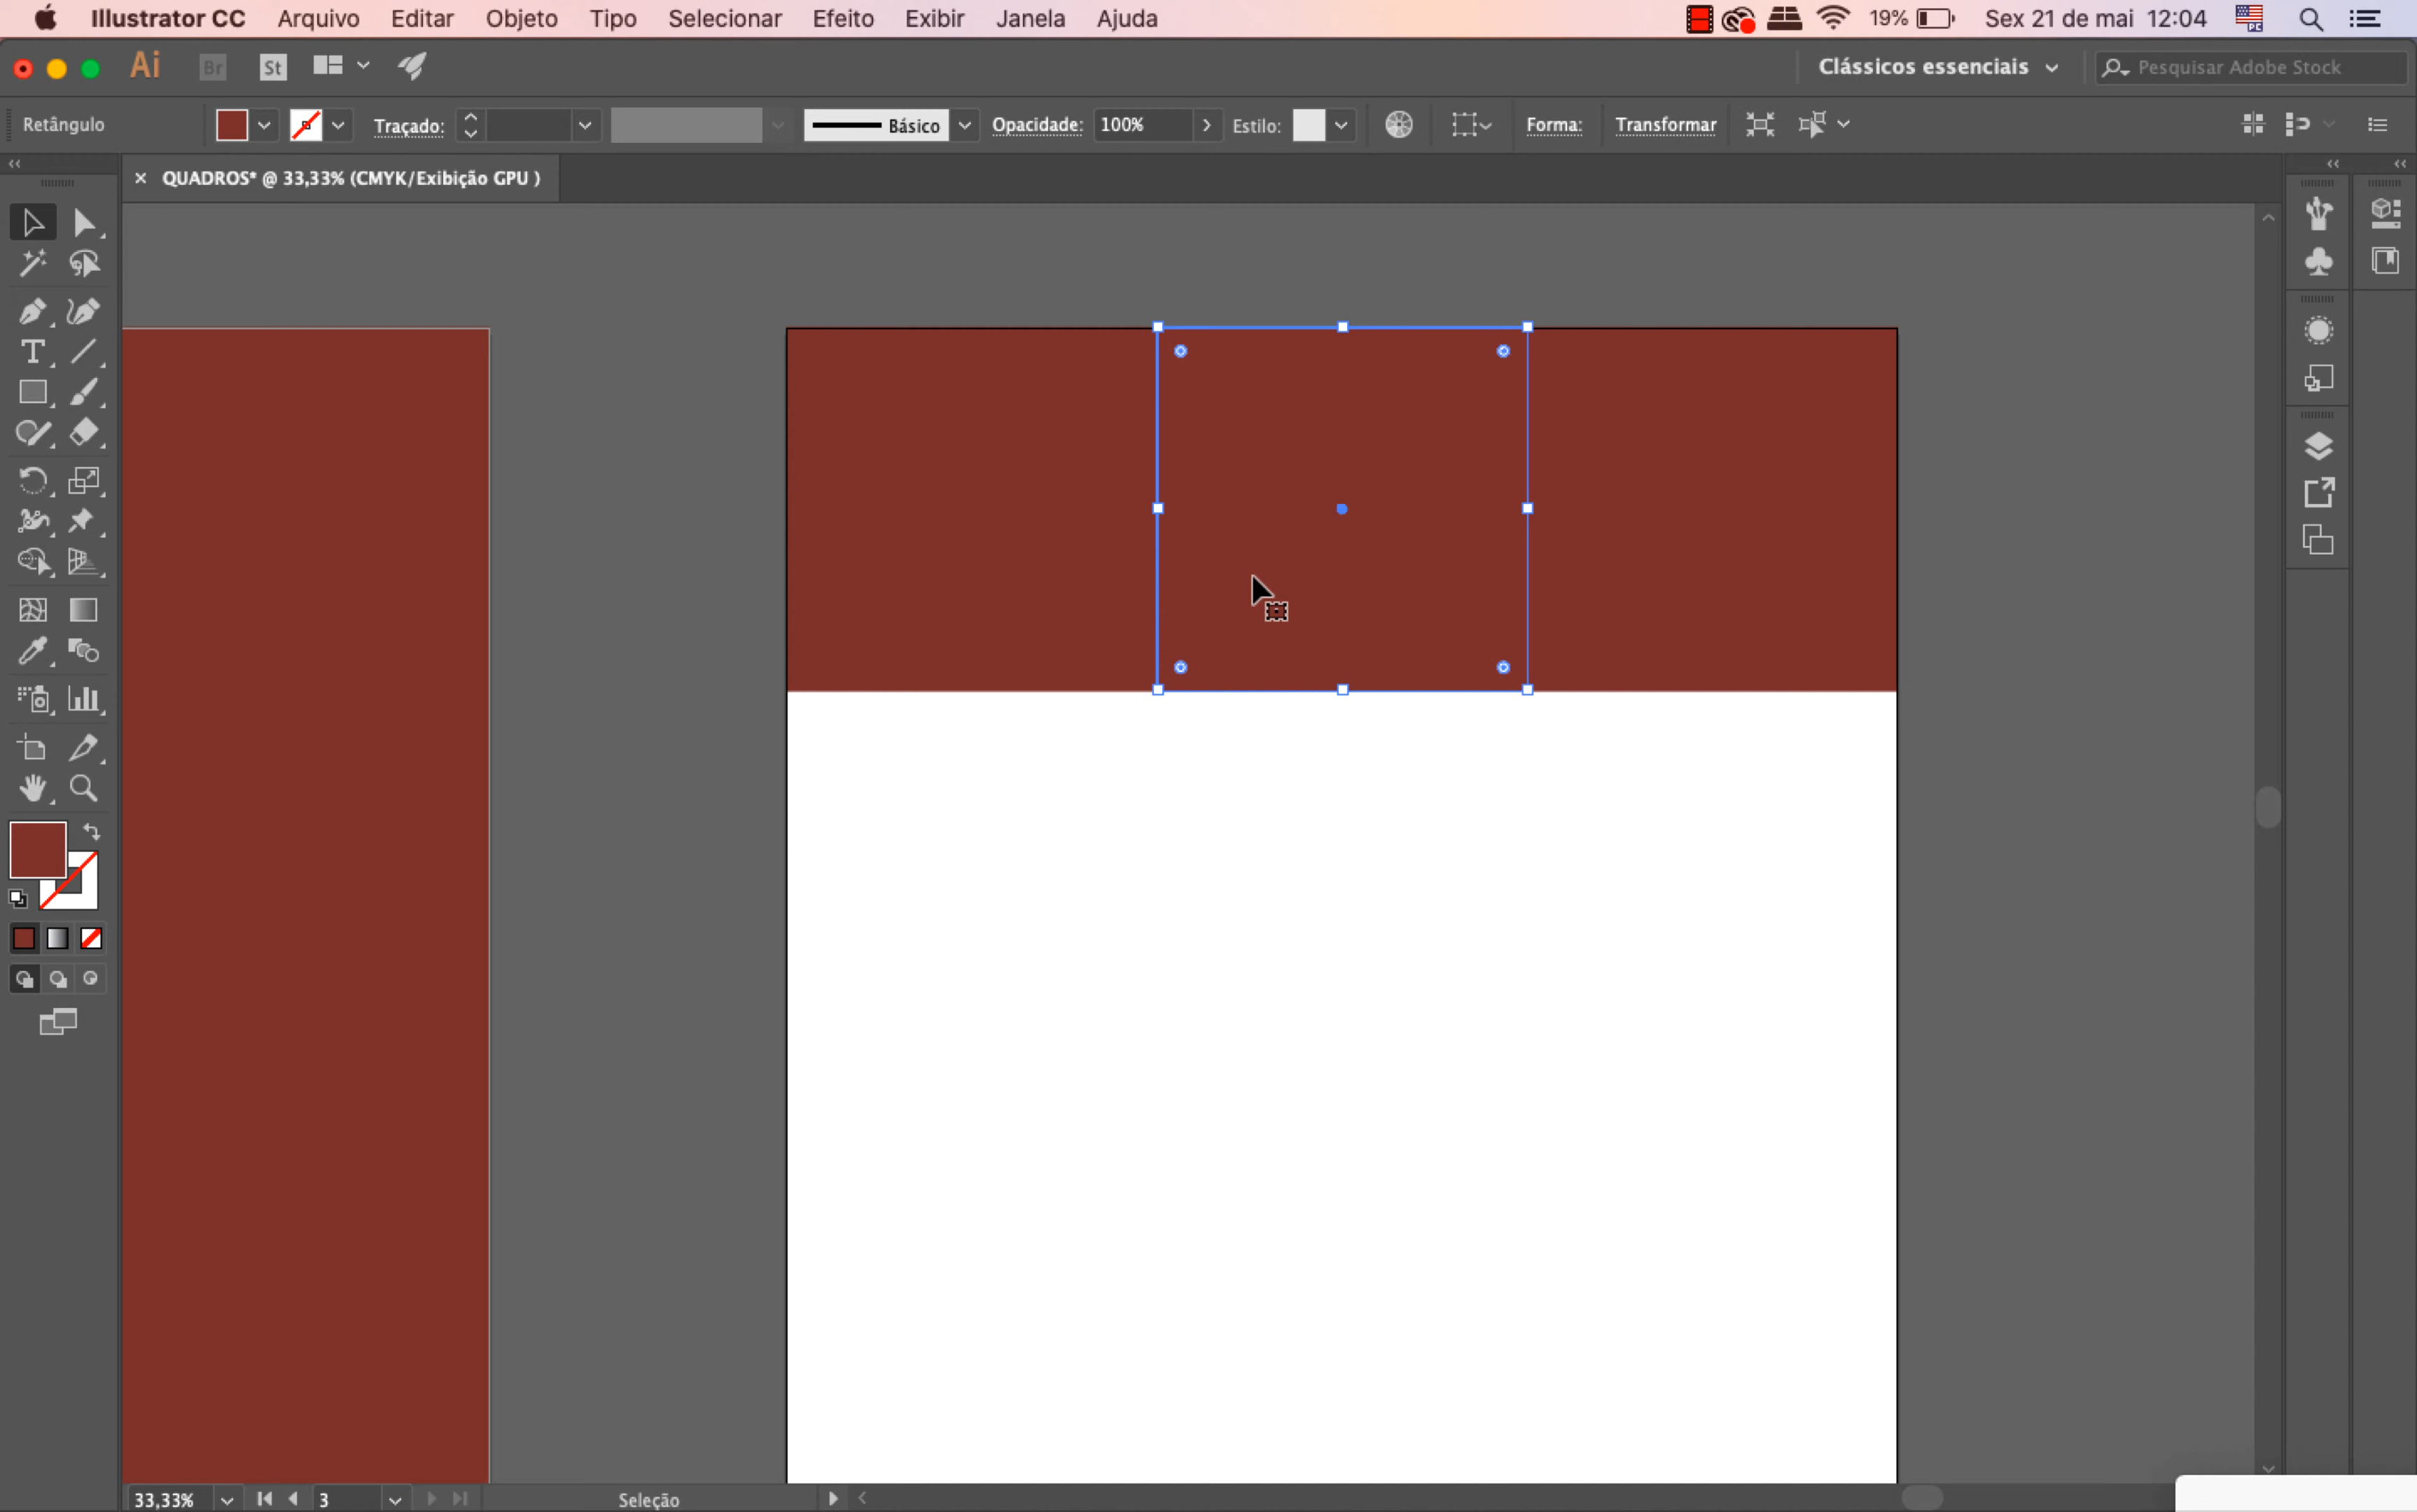 Illustrator CC Arquivo Editar Objeto Tipo Selecionar Efeito Exibir Janela Ajuda 19% Sex 21 de mai 12:04
Ai Br St Clássicos essenciais Pesquisar Adobe Stock
Retângulo Traçado: Básico Opacidade: 100% Estilo: Forma: Transformar
× QUADROS* @ 33,33% (CMYK/Exibição GPU )
33,33% 3 Seleção